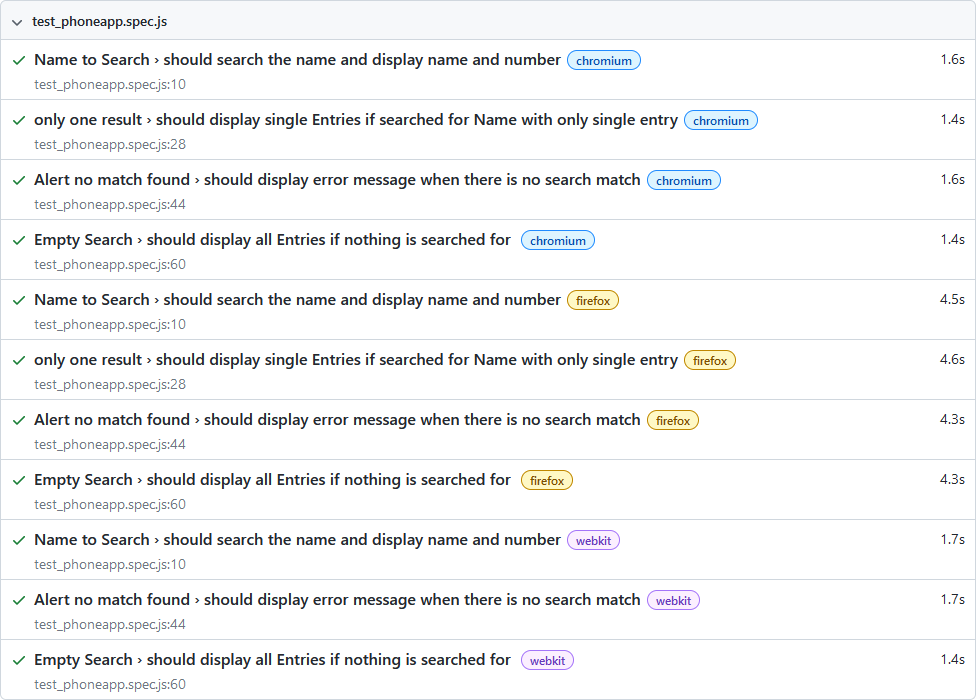 test_phoneapp.spec.js
Name to Search › should search the name and display name and number chromium 1.6s
test_phoneapp.spec.js:10
only one result › should display single Entries if searched for Name with only single entry chromium 1.4s
test_phoneapp.spec.js:28
Alert no match found › should display error message when there is no search match chromium 1.6s
test_phoneapp.spec.js:44
Empty Search › should display all Entries if nothing is searched for chromium 1.4s
test_phoneapp.spec.js:60
Name to Search › should search the name and display name and number firefox 4.5s
test_phoneapp.spec.js:10
only one result › should display single Entries if searched for Name with only single entry firefox 4.6s
test_phoneapp.spec.js:28
Alert no match found › should display error message when there is no search match firefox 4.3s
test_phoneapp.spec.js:44
Empty Search › should display all Entries if nothing is searched for firefox 4.3s
test_phoneapp.spec.js:60
Name to Search › should search the name and display name and number webkit 1.7s
test_phoneapp.spec.js:10
Alert no match found › should display error message when there is no search match webkit 1.7s
test_phoneapp.spec.js:44
Empty Search › should display all Entries if nothing is searched for webkit 1.4s
test_phoneapp.spec.js:60